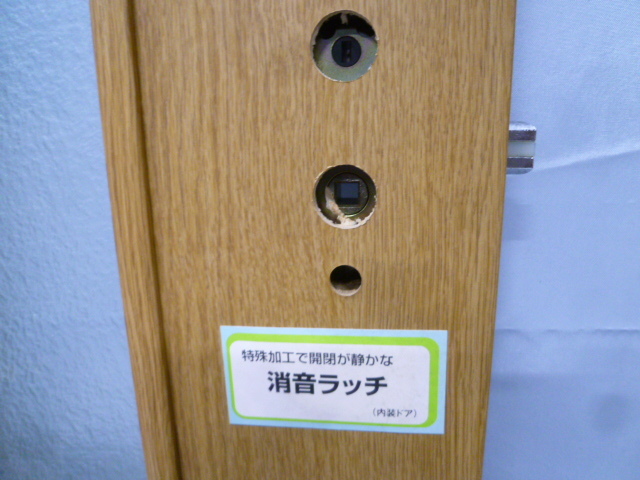 特殊加工で開閉が静かな
消音ラッチ
（内装ドア）